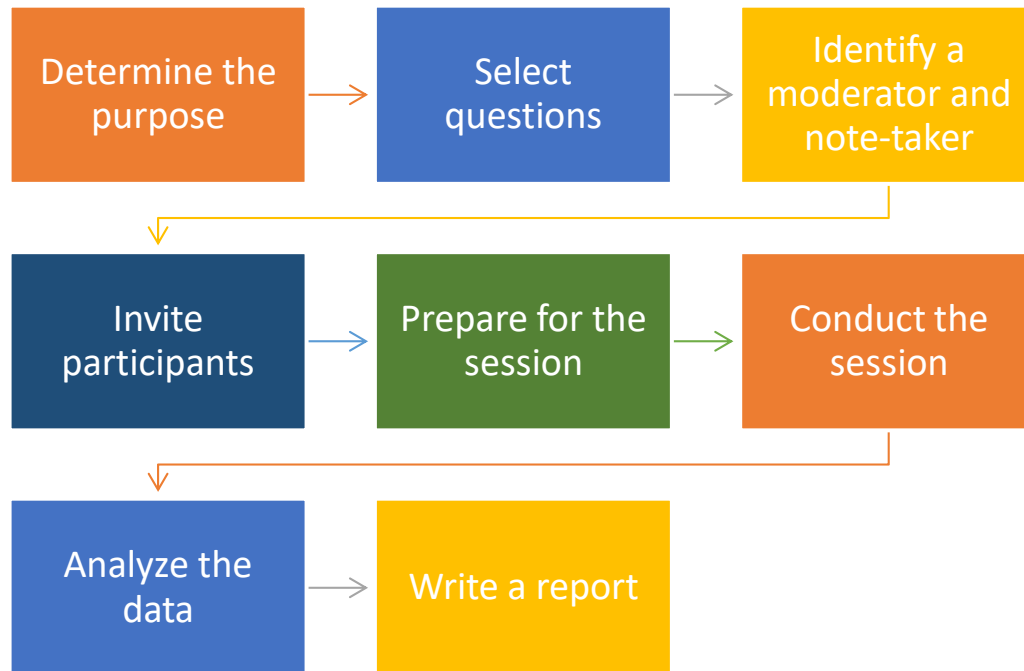 Determine the
purpose
Select
questions
Identify a
moderator and
note-taker
Invite
participants
Prepare for the
session
Conduct the
session
Analyze the
data
Write a report